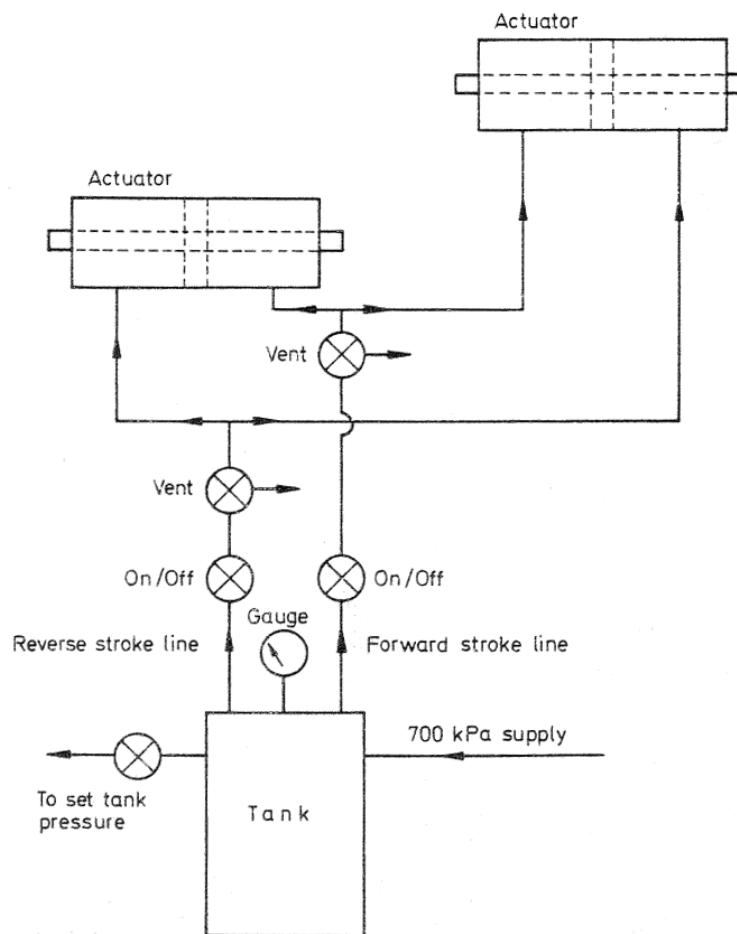 Actuator
Actuator
Vent
Vent
On/Off
On/Off
Gauge
Reverse stroke line
Forward stroke line
700 kPa supply
To set tank
pressure
Tank